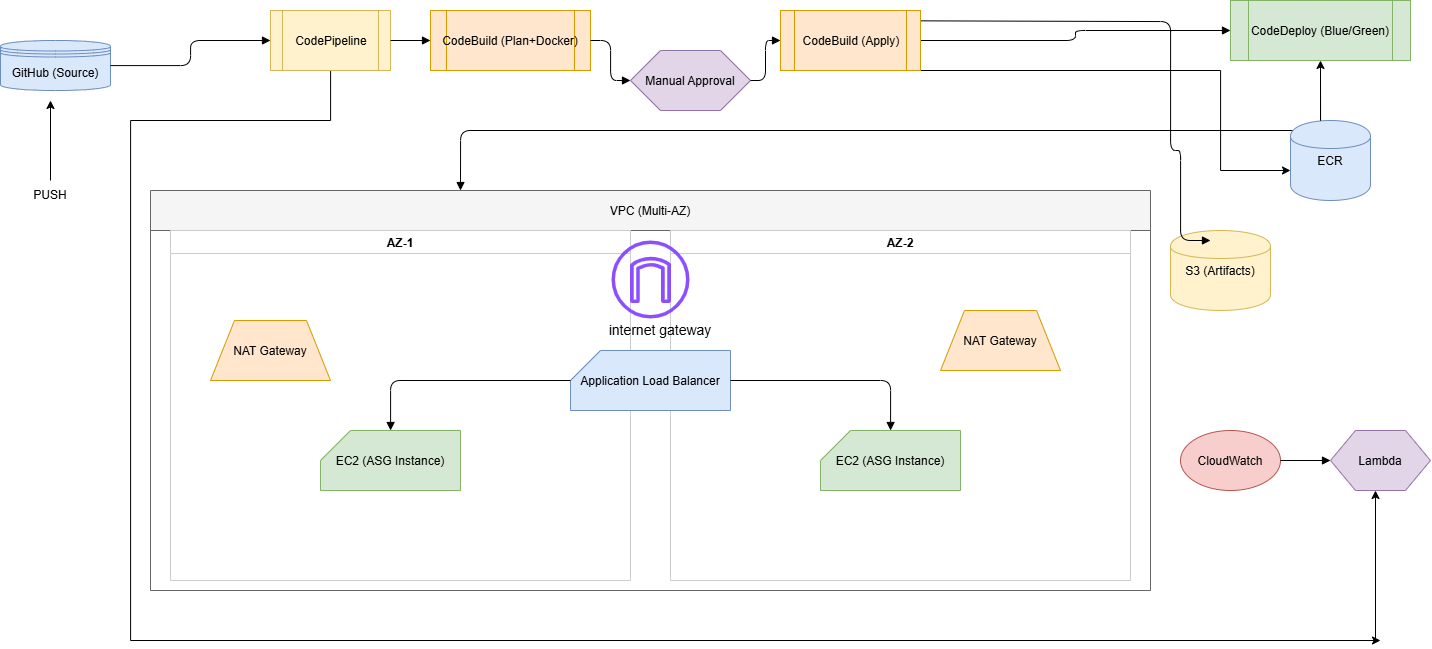 GitHub (Source)
PUSH
CodePipeline
CodeBuild (Plan+Docker)
Manual Approval
CodeBuild (Apply)
CodeDeploy (Blue/Green)
ECR
S3 (Artifacts)
VPC (Multi-AZ)
AZ-1
AZ-2
internet gateway
NAT Gateway
NAT Gateway
Application Load Balancer
EC2 (ASG Instance)
EC2 (ASG Instance)
CloudWatch
Lambda